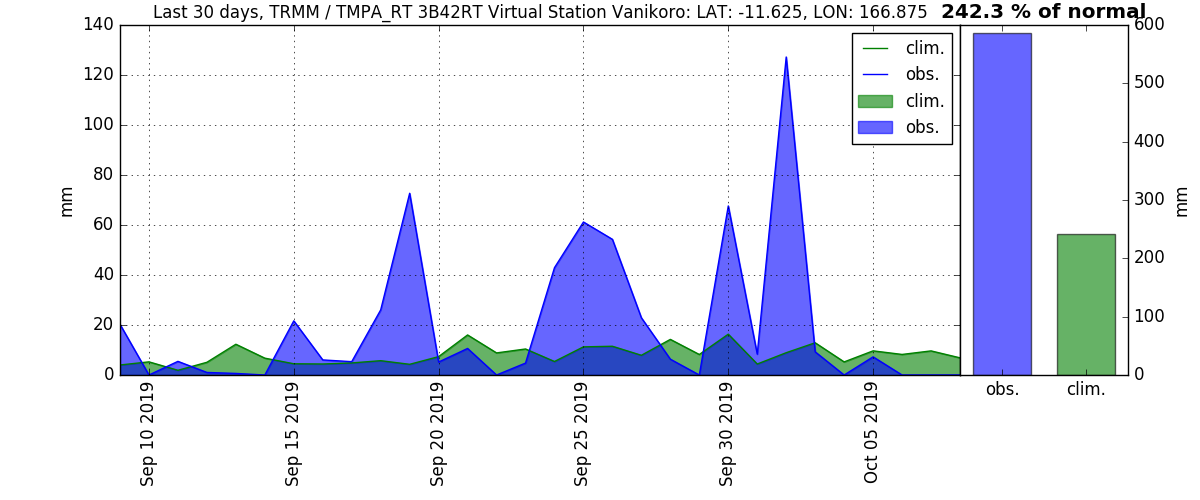 Last 30 days, TRMM / TMPA_RT 3B42RT Virtual Station Vanikoro: LAT: -11.625, LON: 166.875 242.3 % of normal
140
120
100
80
60
40
20
0
mm
clim.
obs.
clim.
obs.
Sep 10 2019
Sep 15 2019
Sep 20 2019
Sep 25 2019
Sep 30 2019
Oct 05 2019
600
500
400
300
200
100
0
mm
obs.
clim.